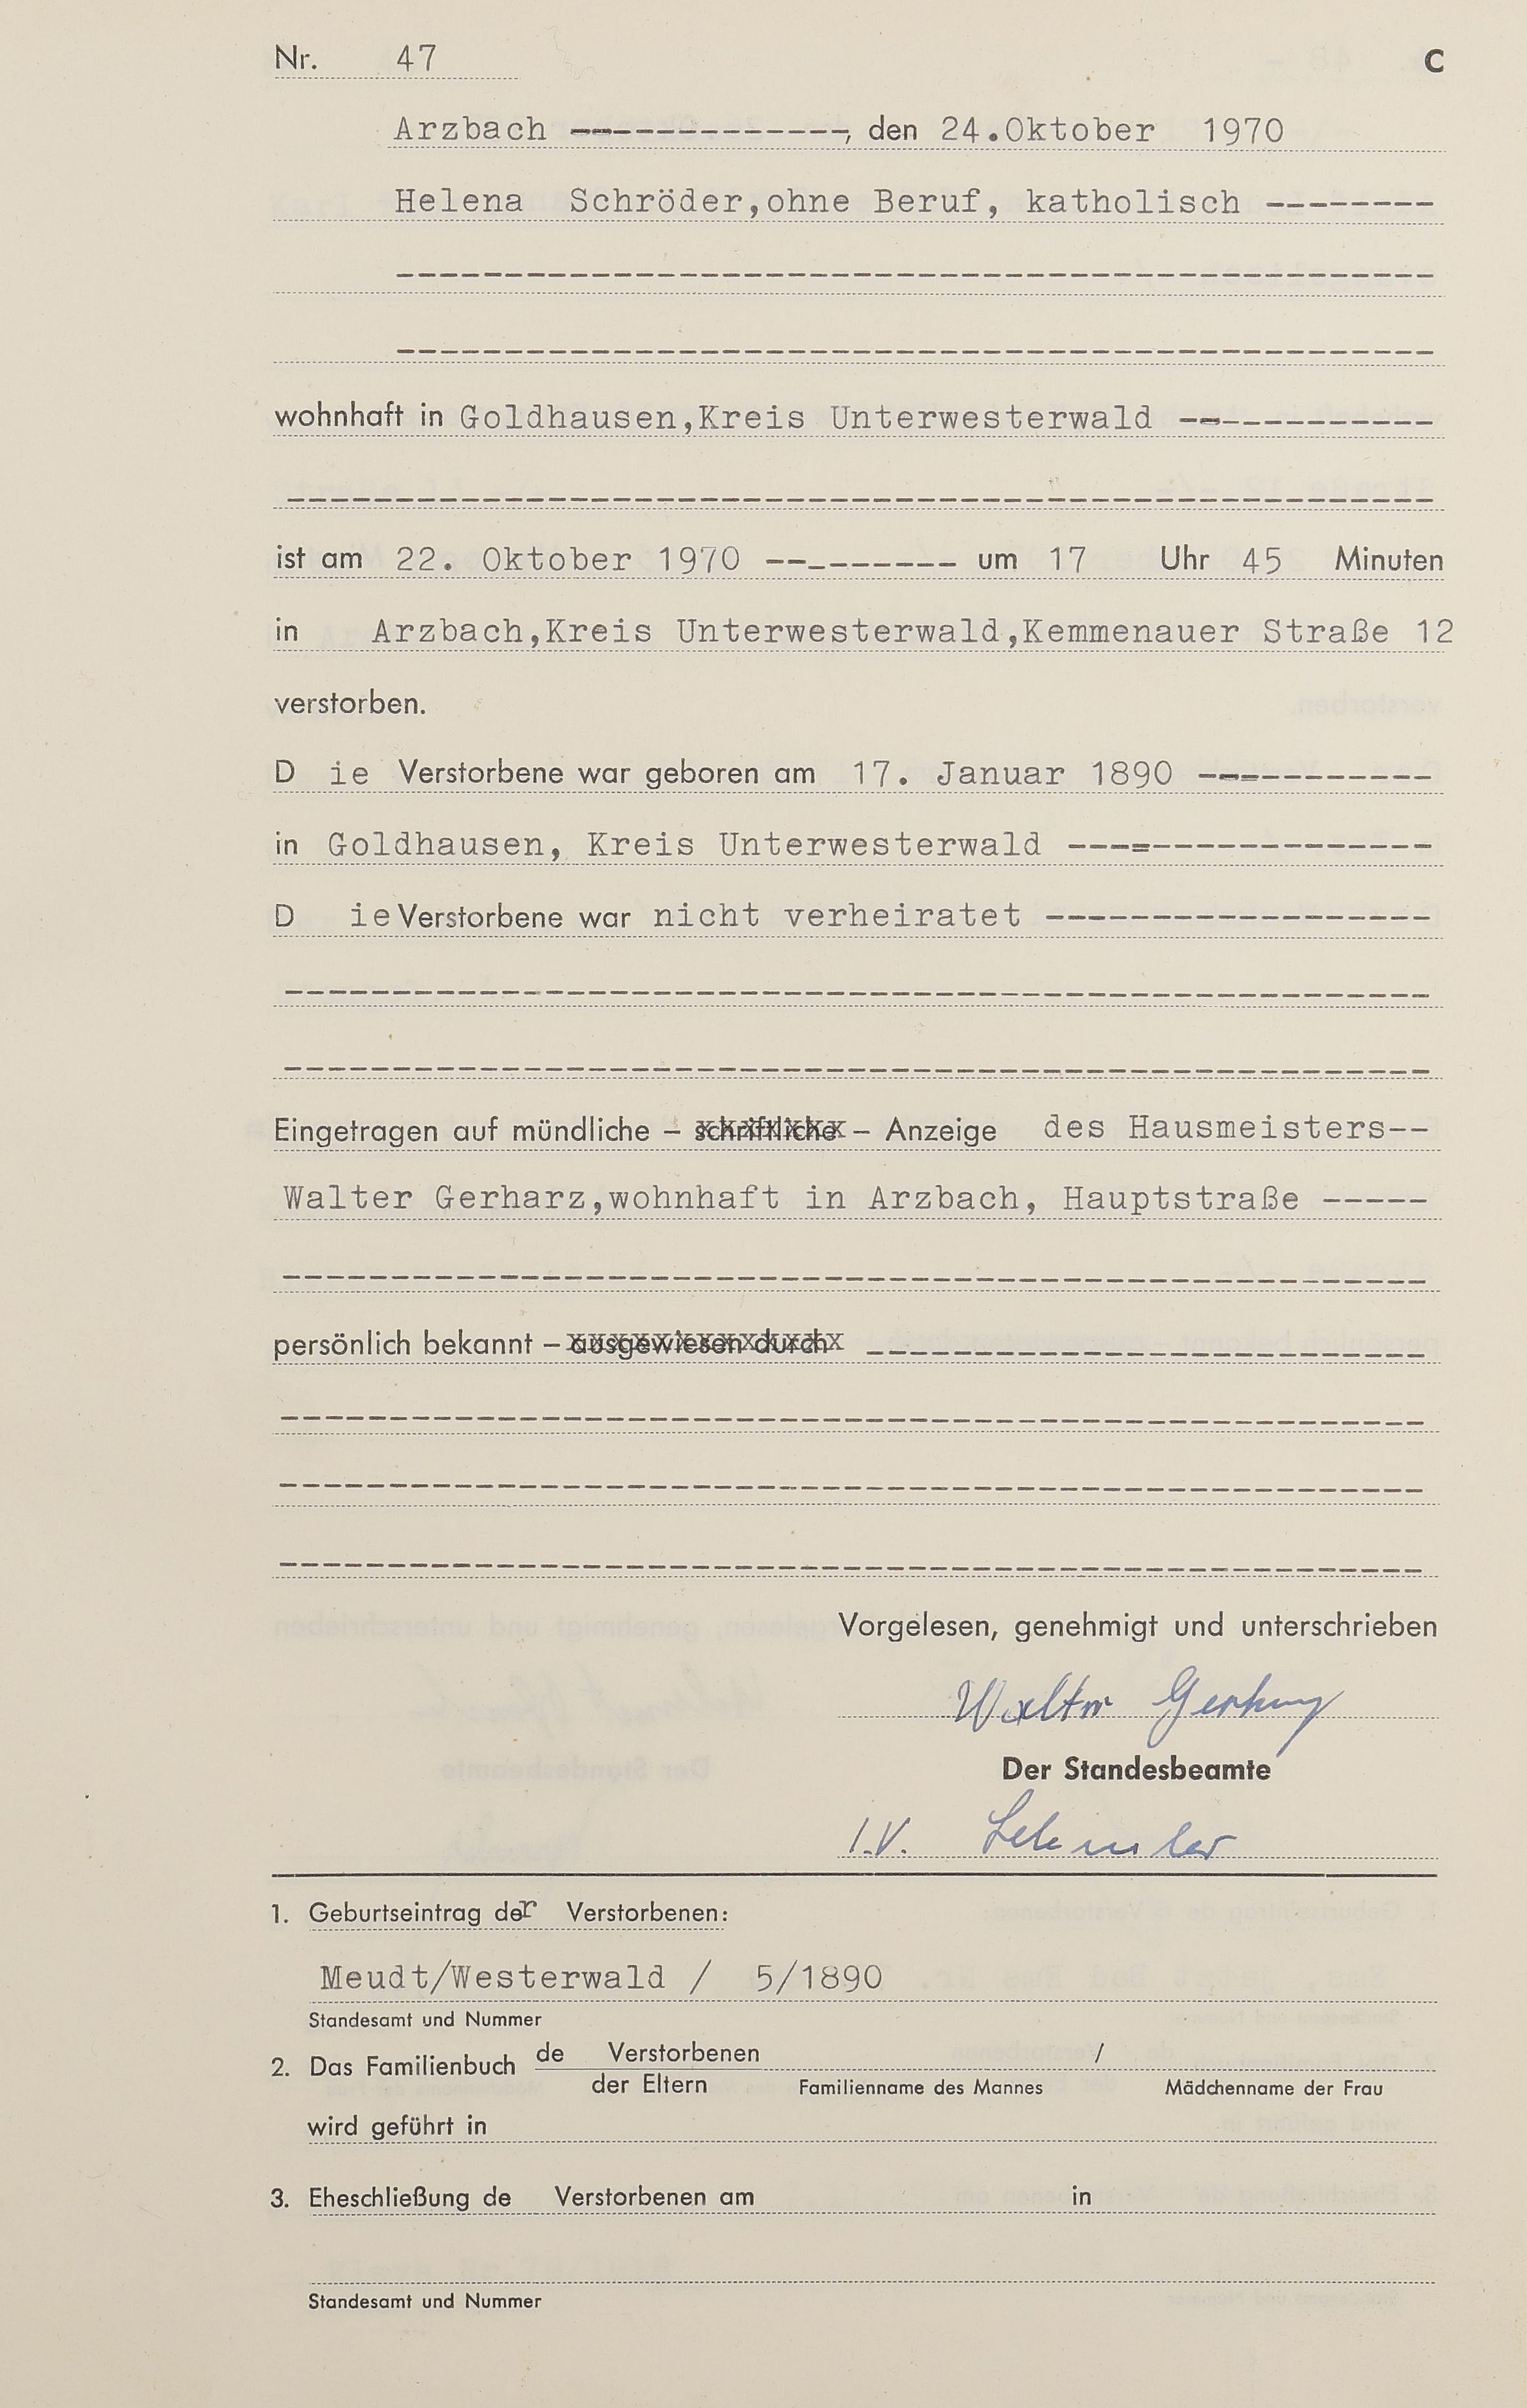 Nr. 47 C
Arzbach -------------, den 24.Oktober 1970
Helena Schröder,ohne Beruf, katholisch --------
------------------------------------------------
------------------------------------------------
wohnhaft in Goldhausen,Kreis Unterwesterwald ------------
-----------------------------------------------------
ist am 22. Oktober 1970 --------- um 17 Uhr 45 Minuten
in Arzbach,Kreis Unterwesterwald,Kemmenauer Straße 12
verstorben.
D ie Verstorbene war geboren am 17. Januar 1890 -----------
in Goldhausen, Kreis Unterwesterwald -----------------
D ie Verstorbene war nicht verheiratet ------------------
-----------------------------------------------------
-----------------------------------------------------
Eingetragen auf mündliche – schriftliche – Anzeige des Hausmeisters--
Walter Gerharz,wohnhaft in Arzbach, Hauptstraße -----
-----------------------------------------------------
persönlich bekannt – ausgewiesen durch --------------------------
-----------------------------------------------------
-----------------------------------------------------
-----------------------------------------------------
Vorgelesen, genehmigt und unterschrieben
Walter Gerharz
Der Standesbeamte
I.V.
1. Geburtseintrag der Verstorbenen:
Meudt/Westerwald / 5/1890
Standesamt und Nummer
2. Das Familienbuch de Verstorbenen /
der Eltern Familienname des Mannes Mädchenname der Frau
wird geführt in
3. Eheschließung de Verstorbenen am in
Standesamt und Nummer